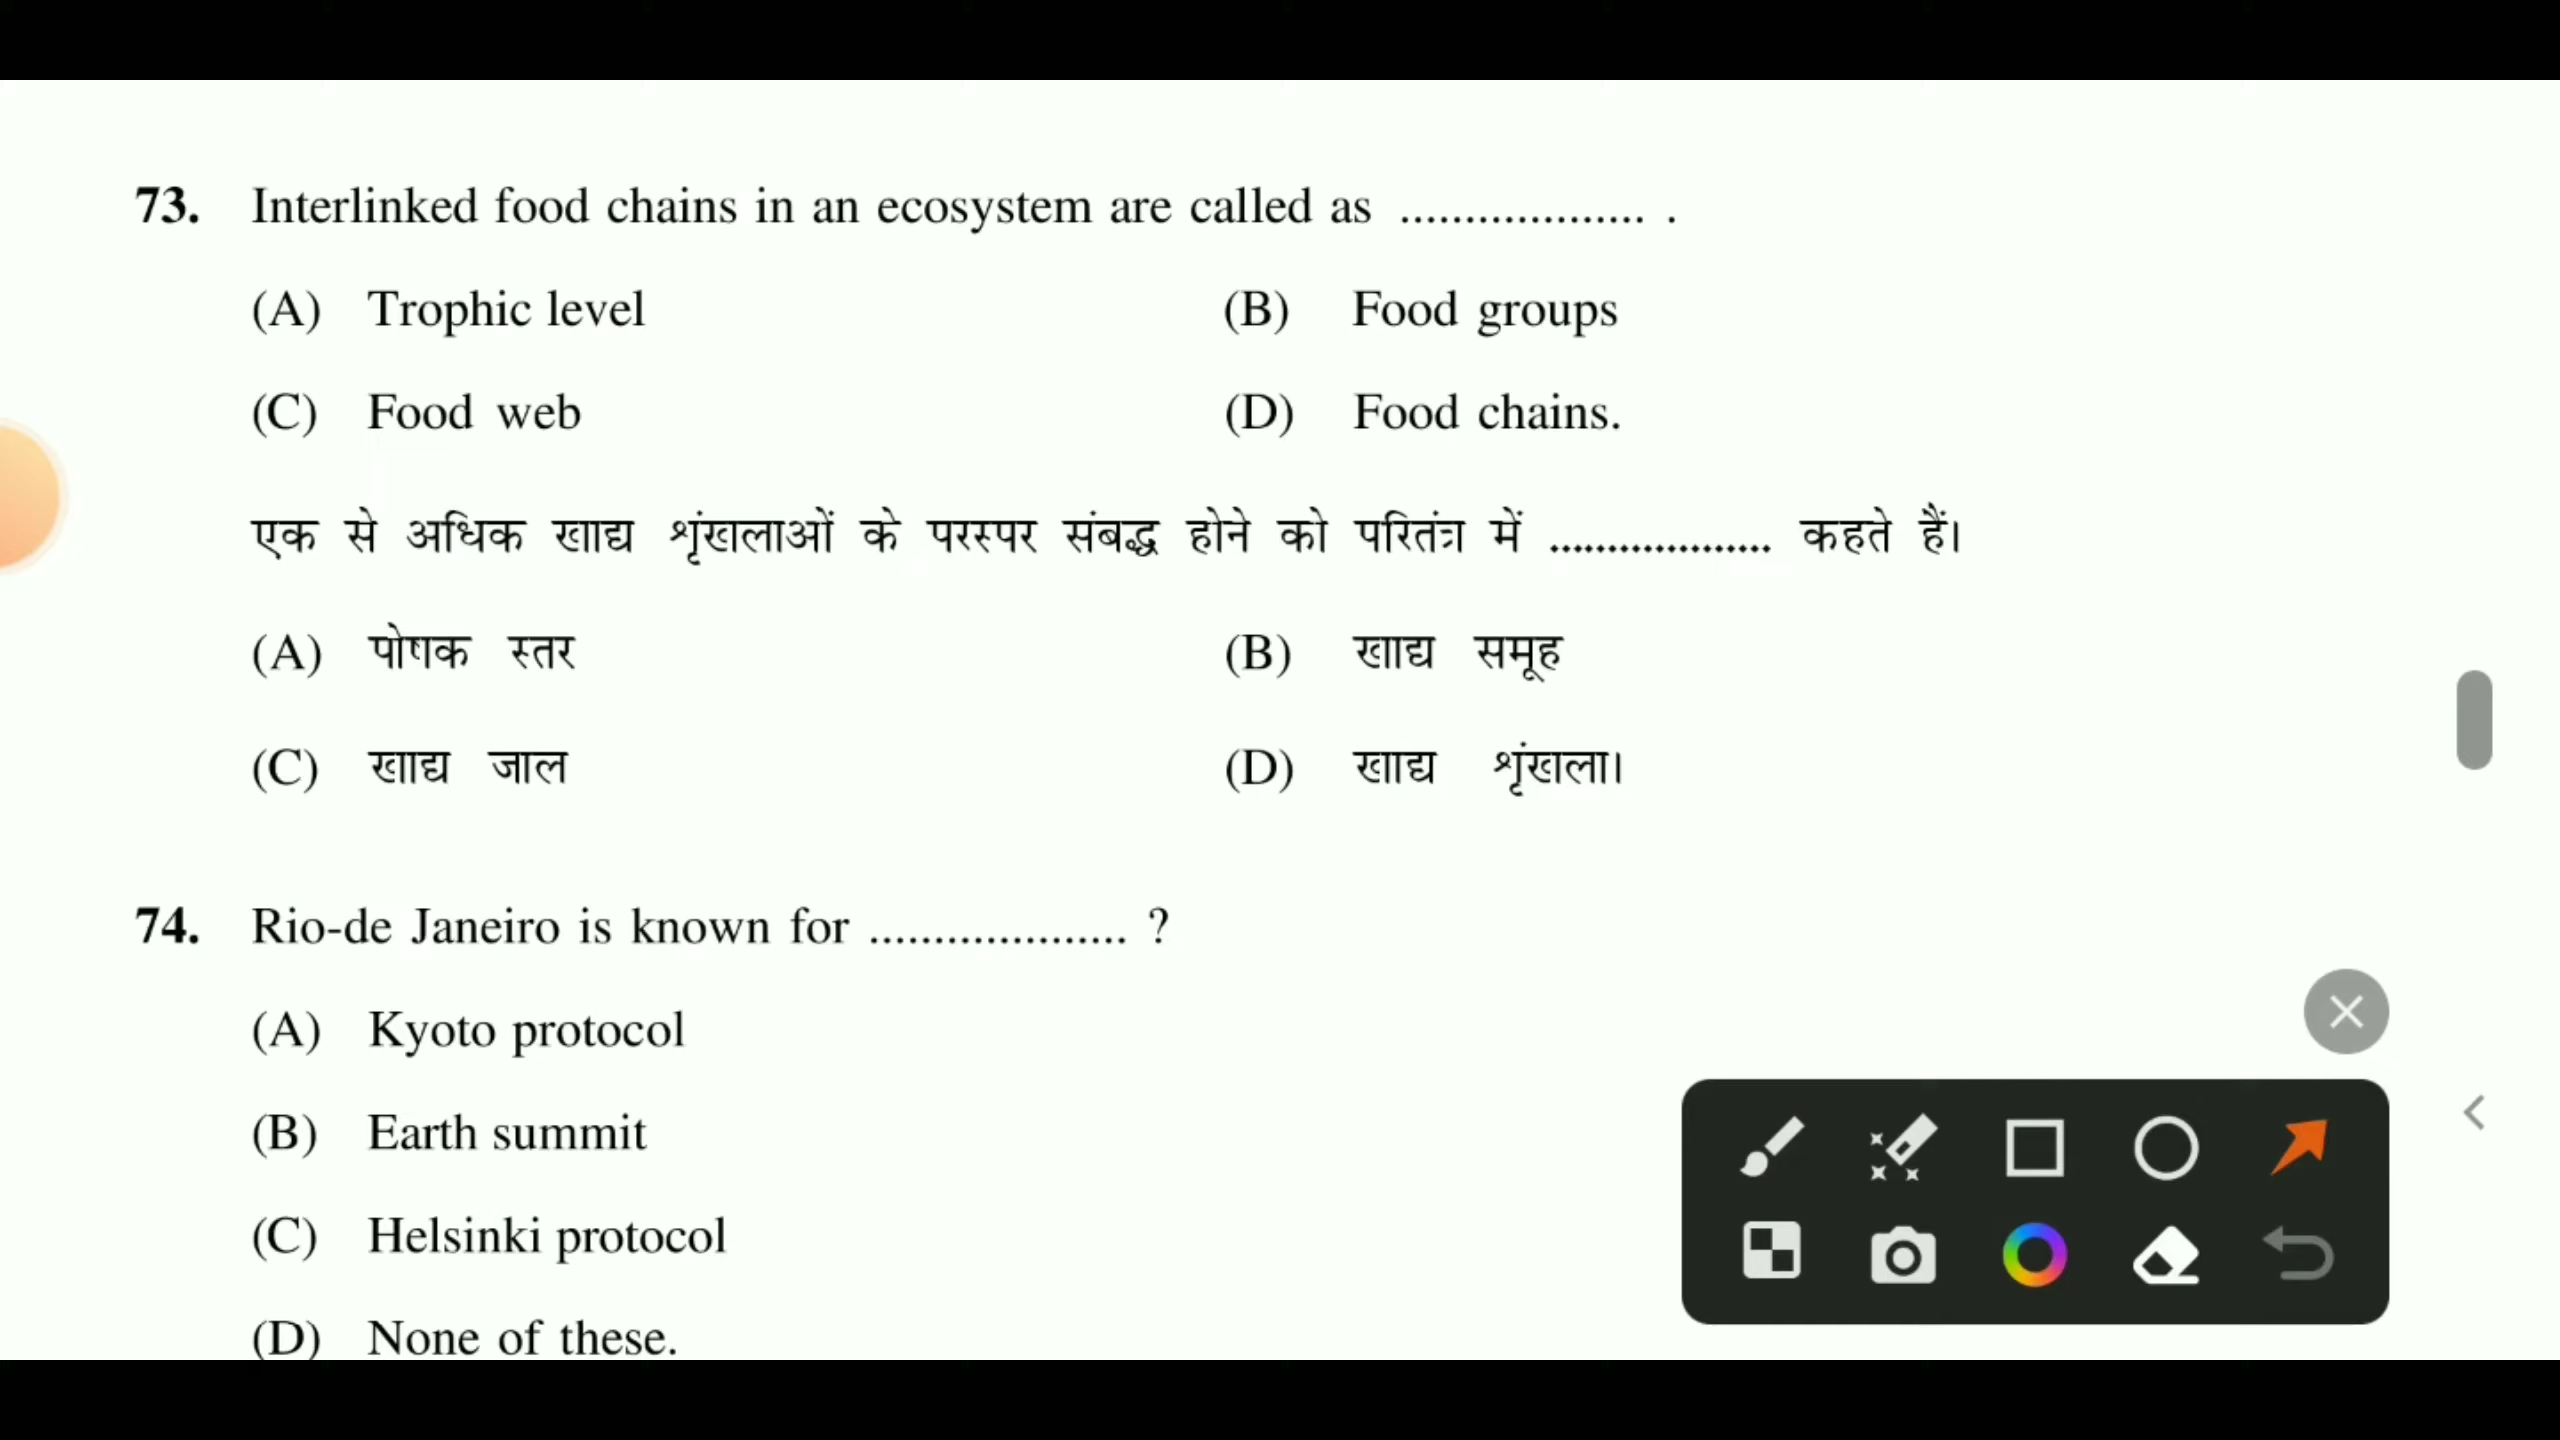 73. Interlinked food chains in an ecosystem are called as ................... .
(A) Trophic level (B) Food groups
(C) Food web (D) Food chains.
एक से अधिक खाद्य शृंखलाओं के परस्पर संबद्ध होने को परितंत्र में ................... कहते हैं।
(A) पोषक स्तर (B) खाद्य समूह
(C) खाद्य जाल (D) खाद्य शृंखला।
74. Rio-de Janeiro is known for .................... ?
(A) Kyoto protocol
(B) Earth summit
(C) Helsinki protocol
(D) None of these.